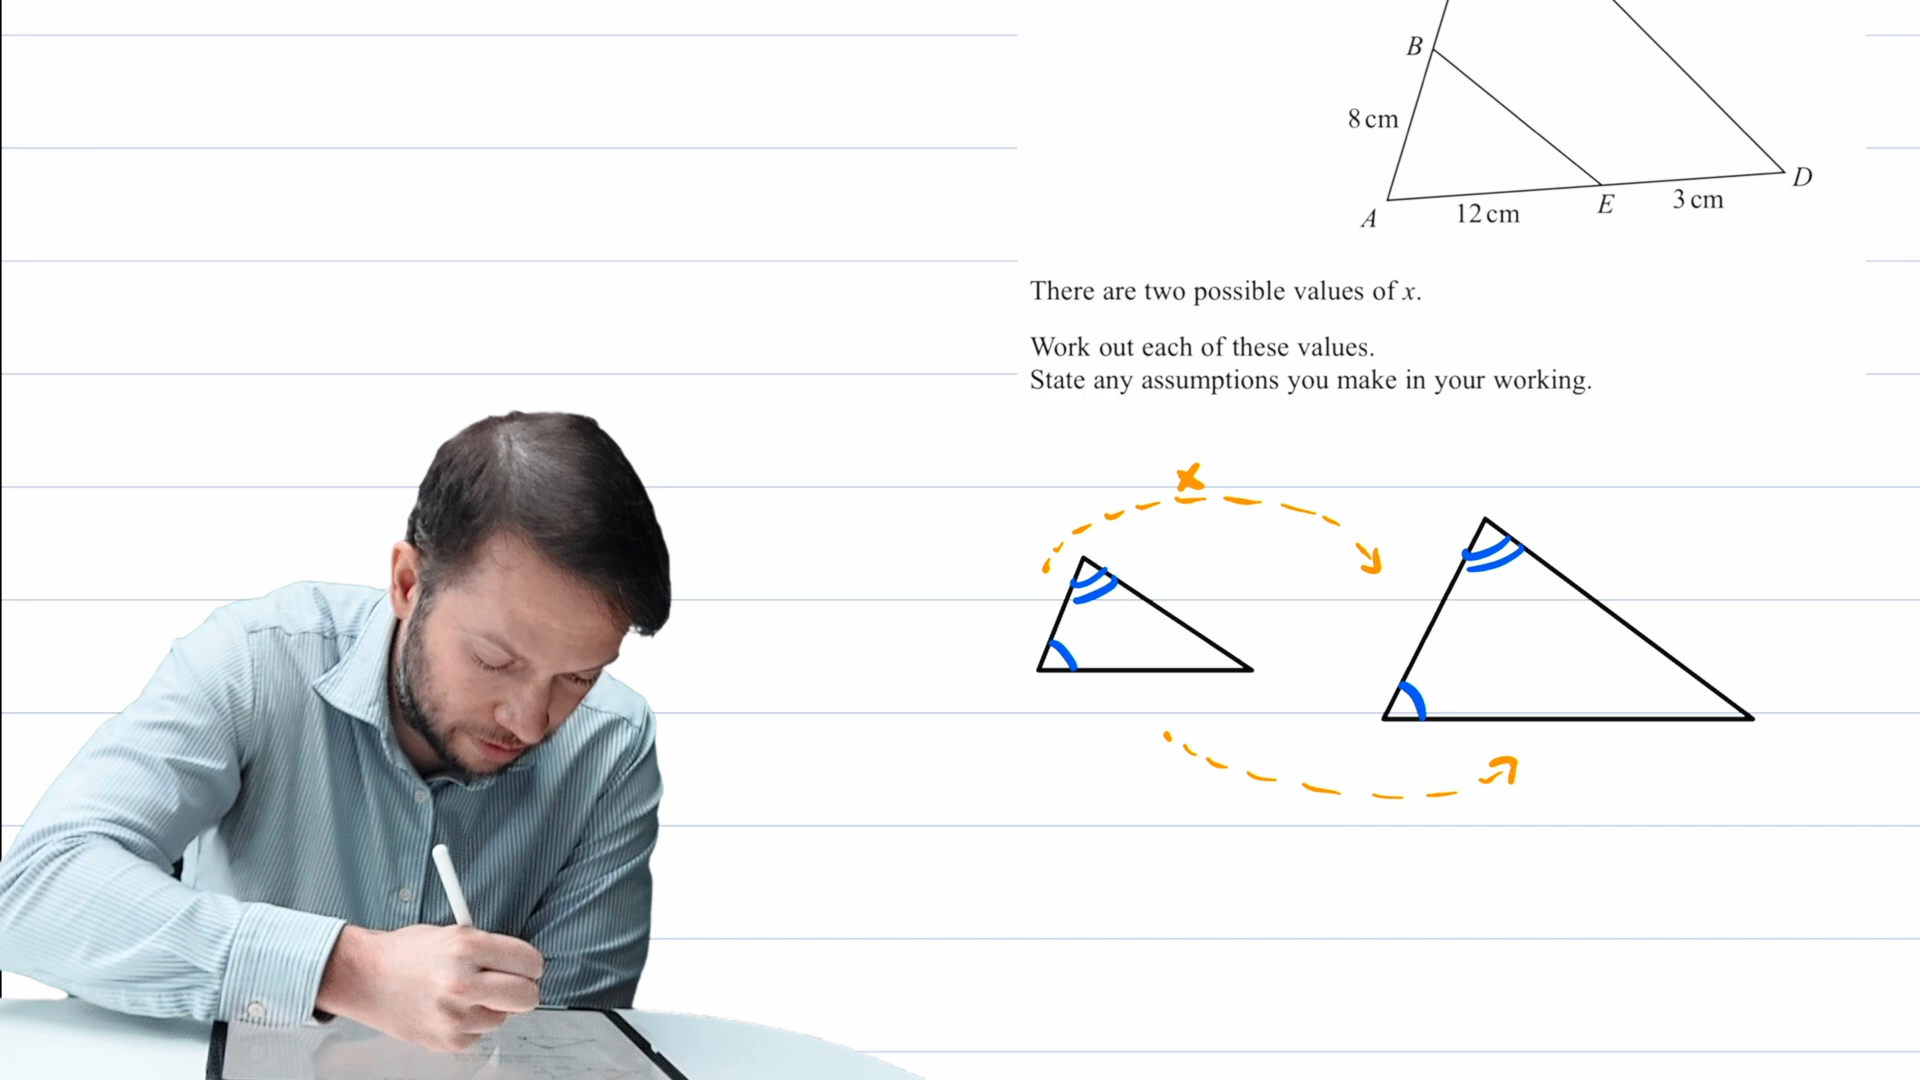 B
8 cm
D
3 cm
E
12 cm
A
There are two possible values of x.
Work out each of these values.
State any assumptions you make in your working.
×